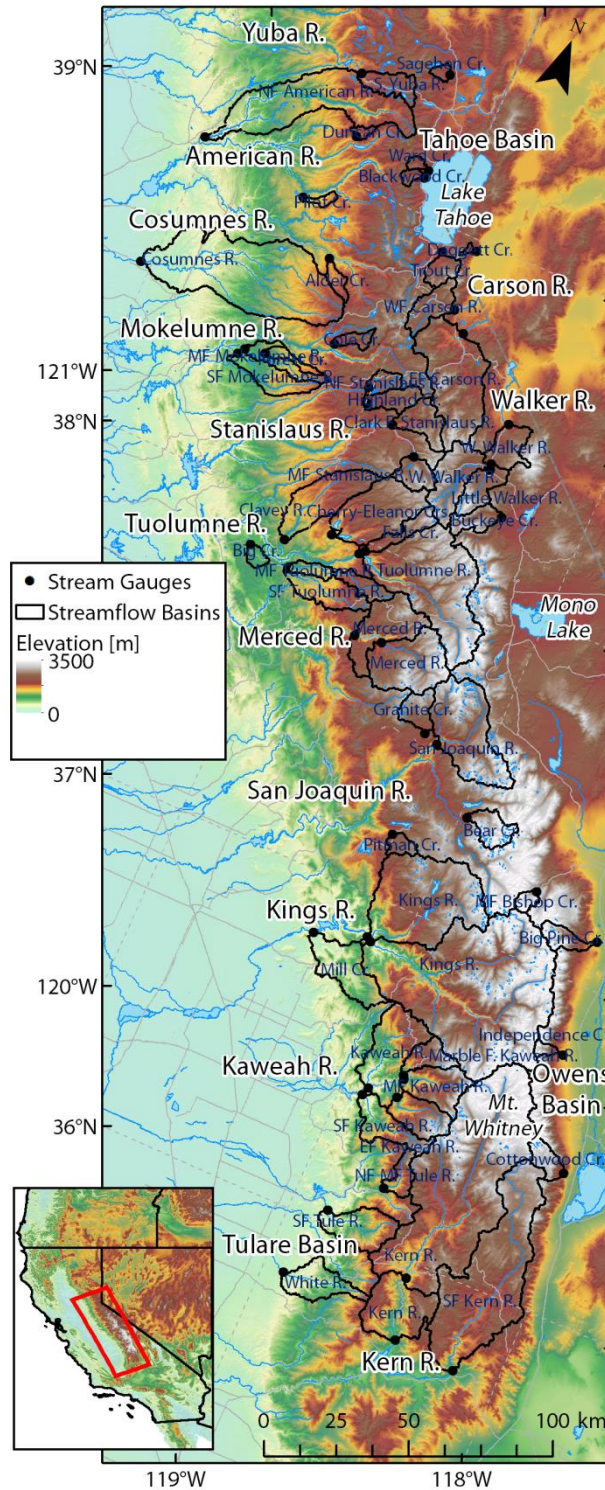 Yuba R.
N
39°N
Sagehen Cr.
S. Yuba R.
NF American R.
Duncan Cr.
American R.
Tahoe Basin
Ward Cr.
Blackwood Cr.
Lake
Tahoe
Pilot Cr.
Cosumnes R.
Cosumnes R.
Daggett Cr.
Trout Cr.
Alder Cr.
Carson R.
WF Carson R.
Mokelumne R.
Cole Cr.
MF Mokelumne R.
SF Mokelumne R.
121°W
NF Stanislaus R.
EF Carson R.
Highland Cr.
38°N
Walker R.
Clark F. Stanislaus R.
Stanislaus R.
W. Walker R.
MF Stanislaus R.
W. Walker R.
Little Walker R.
Clavey R.
Cherry-Eleanor Crs.
Buckeye Cr.
Tuolumne R.
Falls Cr.
Big Cr.
MF Tuolumne R.
Tuolumne R.
SF Tuolumne R.
Stream Gauges
Streamflow Basins
Elevation [m]
3500
0
Mono
Lake
Merced R.
Merced R.
Merced R.
Granite Cr.
San Joaquin R.
37°N
San Joaquin R.
Bear Cr.
Pitman Cr.
Kings R.
MF Bishop Cr.
Kings R.
Big Pine Cr.
Mill Cr.
Kings R.
120°W
Independence C
Kaweah R.
Marble F. Kaweah R.
Kaweah R.
Owens
Basin
MF Kaweah R.
Mt.
Whitney
36°N
SF Kaweah R.
EF Kaweah R.
Cottonwood Cr.
NF MF Tule R.
SF Tule R.
Tulare Basin
Kern R.
White R.
Kern R.
SF Kern R.
Kern R.
0 25 50 100 km
119°W
118°W